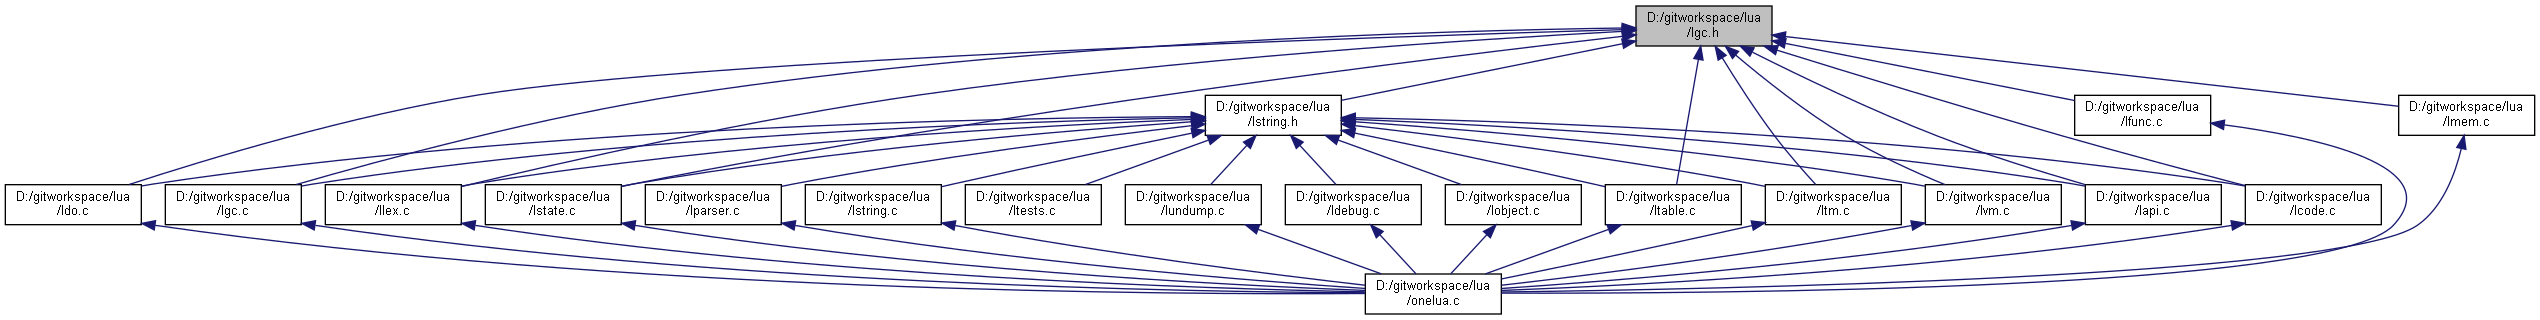 D:/gitworkspace/lua
/lgc.h
D:/gitworkspace/lua
/lstring.h
D:/gitworkspace/lua
/lfunc.c
D:/gitworkspace/lua
/lmem.c
D:/gitworkspace/lua
/ldo.c
D:/gitworkspace/lua
/lgc.c
D:/gitworkspace/lua
/llex.c
D:/gitworkspace/lua
/lstate.c
D:/gitworkspace/lua
/lparser.c
D:/gitworkspace/lua
/lstring.c
D:/gitworkspace/lua
/ltests.c
D:/gitworkspace/lua
/lundump.c
D:/gitworkspace/lua
/ldebug.c
D:/gitworkspace/lua
/lobject.c
D:/gitworkspace/lua
/ltable.c
D:/gitworkspace/lua
/ltm.c
D:/gitworkspace/lua
/lvm.c
D:/gitworkspace/lua
/lapi.c
D:/gitworkspace/lua
/lcode.c
D:/gitworkspace/lua
/onelua.c